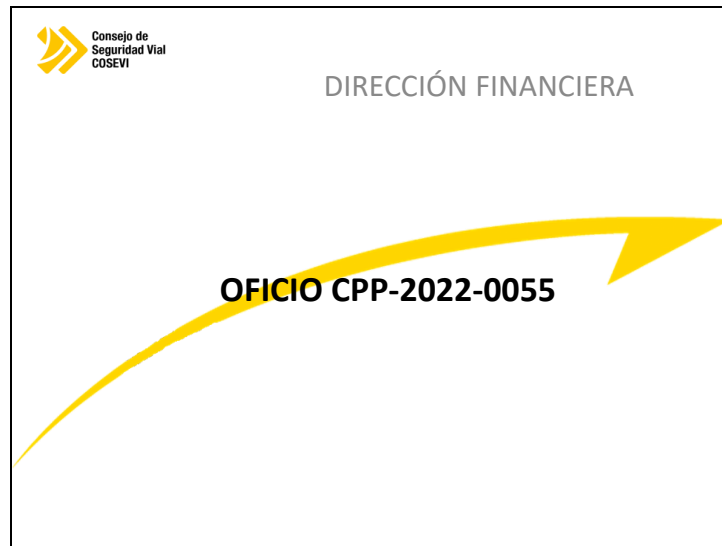 Consejo de
Seguridad Vial
COSEVI
DIRECCIÓN FINANCIERA
OFICIO CPP-2022-0055